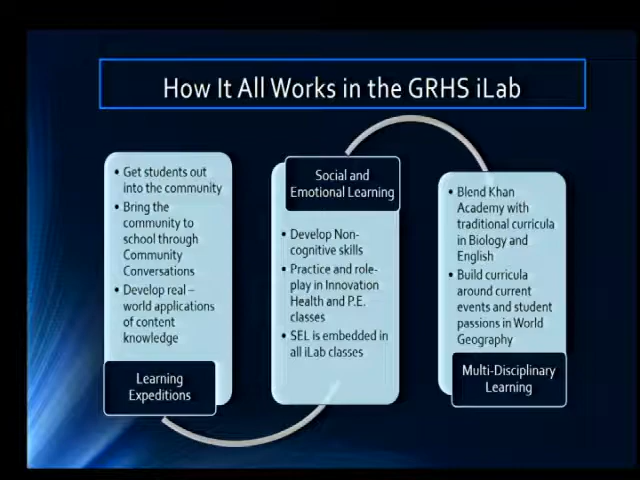 How It All Works in the GRHS iLab
• Get students out
into the community
• Bring the
community to
school through
Community
Conversations
• Develop real –
world applications
of content
knowledge
Learning
Expeditions
Social and
Emotional Learning
• Develop Non-
cognitive skills
• Practice and role-
play in Innovation
Health and P.E.
classes
• SEL is embedded in
all iLab classes
• Blend Khan
Academy with
traditional curricula
in Biology and
English
• Build curricula
around current
events and student
passions in World
Geography
Multi-Disciplinary
Learning